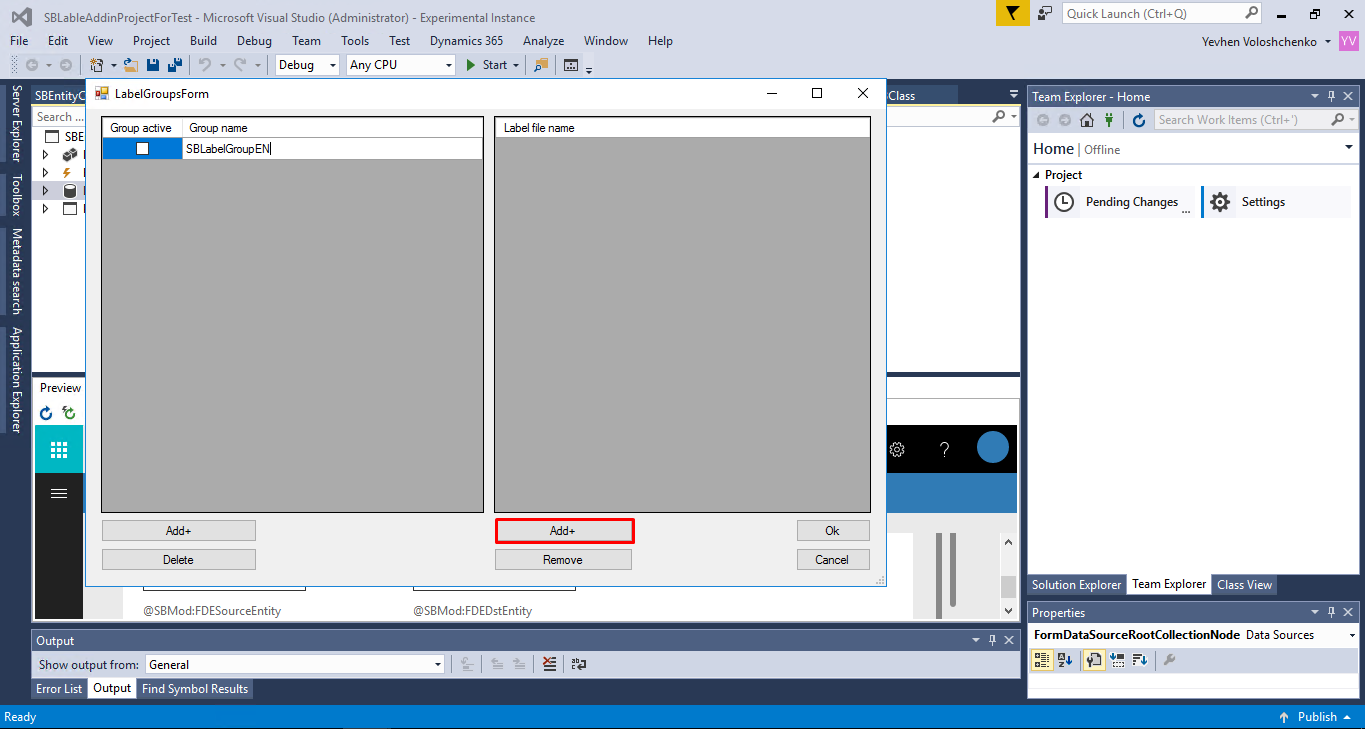 SBLableAddinProjectForTest - Microsoft Visual Studio (Administrator) - Experimental Instance
Quick Launch (Ctrl+Q)
File Edit View Project Build Debug Team Tools Test Dynamics 365 Analyze Window Help
Yevhen Voloshchenko YV
Debug Any CPU Start
Server Explorer
Toolbox
Metadata search
Application Explorer
SBEntityC
Class
Search ...
SBE
LabelGroupsForm
Group active Group name
SBLabelGroupEN
Label file name
Add+
Delete
Add+
Remove
Ok
Cancel
Preview
?
@SBMod:FDESourceEntity @SBMod:FDEDstEntity
Team Explorer - Home
Search Work Items (Ctrl+')
Home | Offline
Project
Pending Changes ...
Settings
Solution Explorer Team Explorer Class View
Properties
FormDataSourceRootCollectionNode Data Sources
Output
Show output from: General
Error List Output Find Symbol Results
Ready
Publish